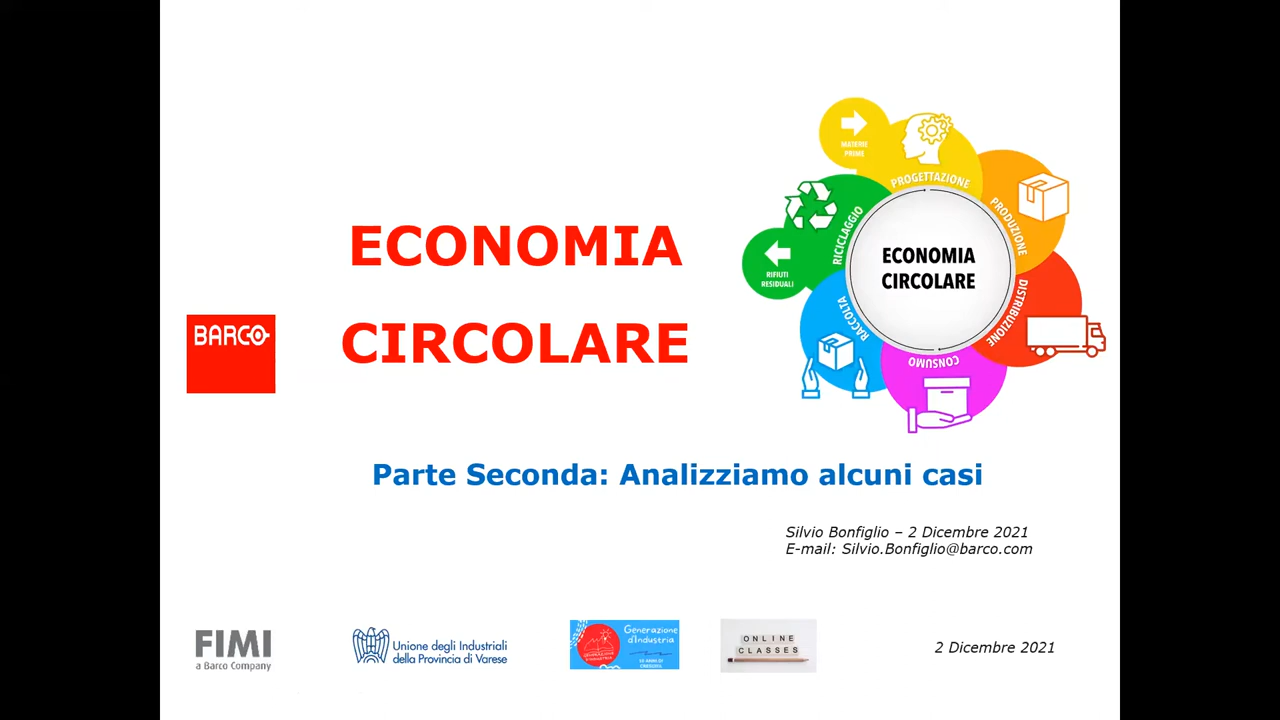 ECONOMIA
CIRCOLARE
BARCO
MATERIE
PRIME
PROGETTAZIONE
PRODUZIONE
DISTRIBUZIONE
CONSUMO
RACCOLTA
RICICLAGGIO
RIFIUTI
RESIDUALI
ECONOMIA
CIRCOLARE
Parte Seconda: Analizziamo alcuni casi
Silvio Bonfiglio – 2 Dicembre 2021
E-mail: Silvio.Bonfiglio@barco.com
FIMI
a Barco Company
Unione degli Industriali
della Provincia di Varese
Generazione
d'Industria
ONLINE
CLASSES
2 Dicembre 2021